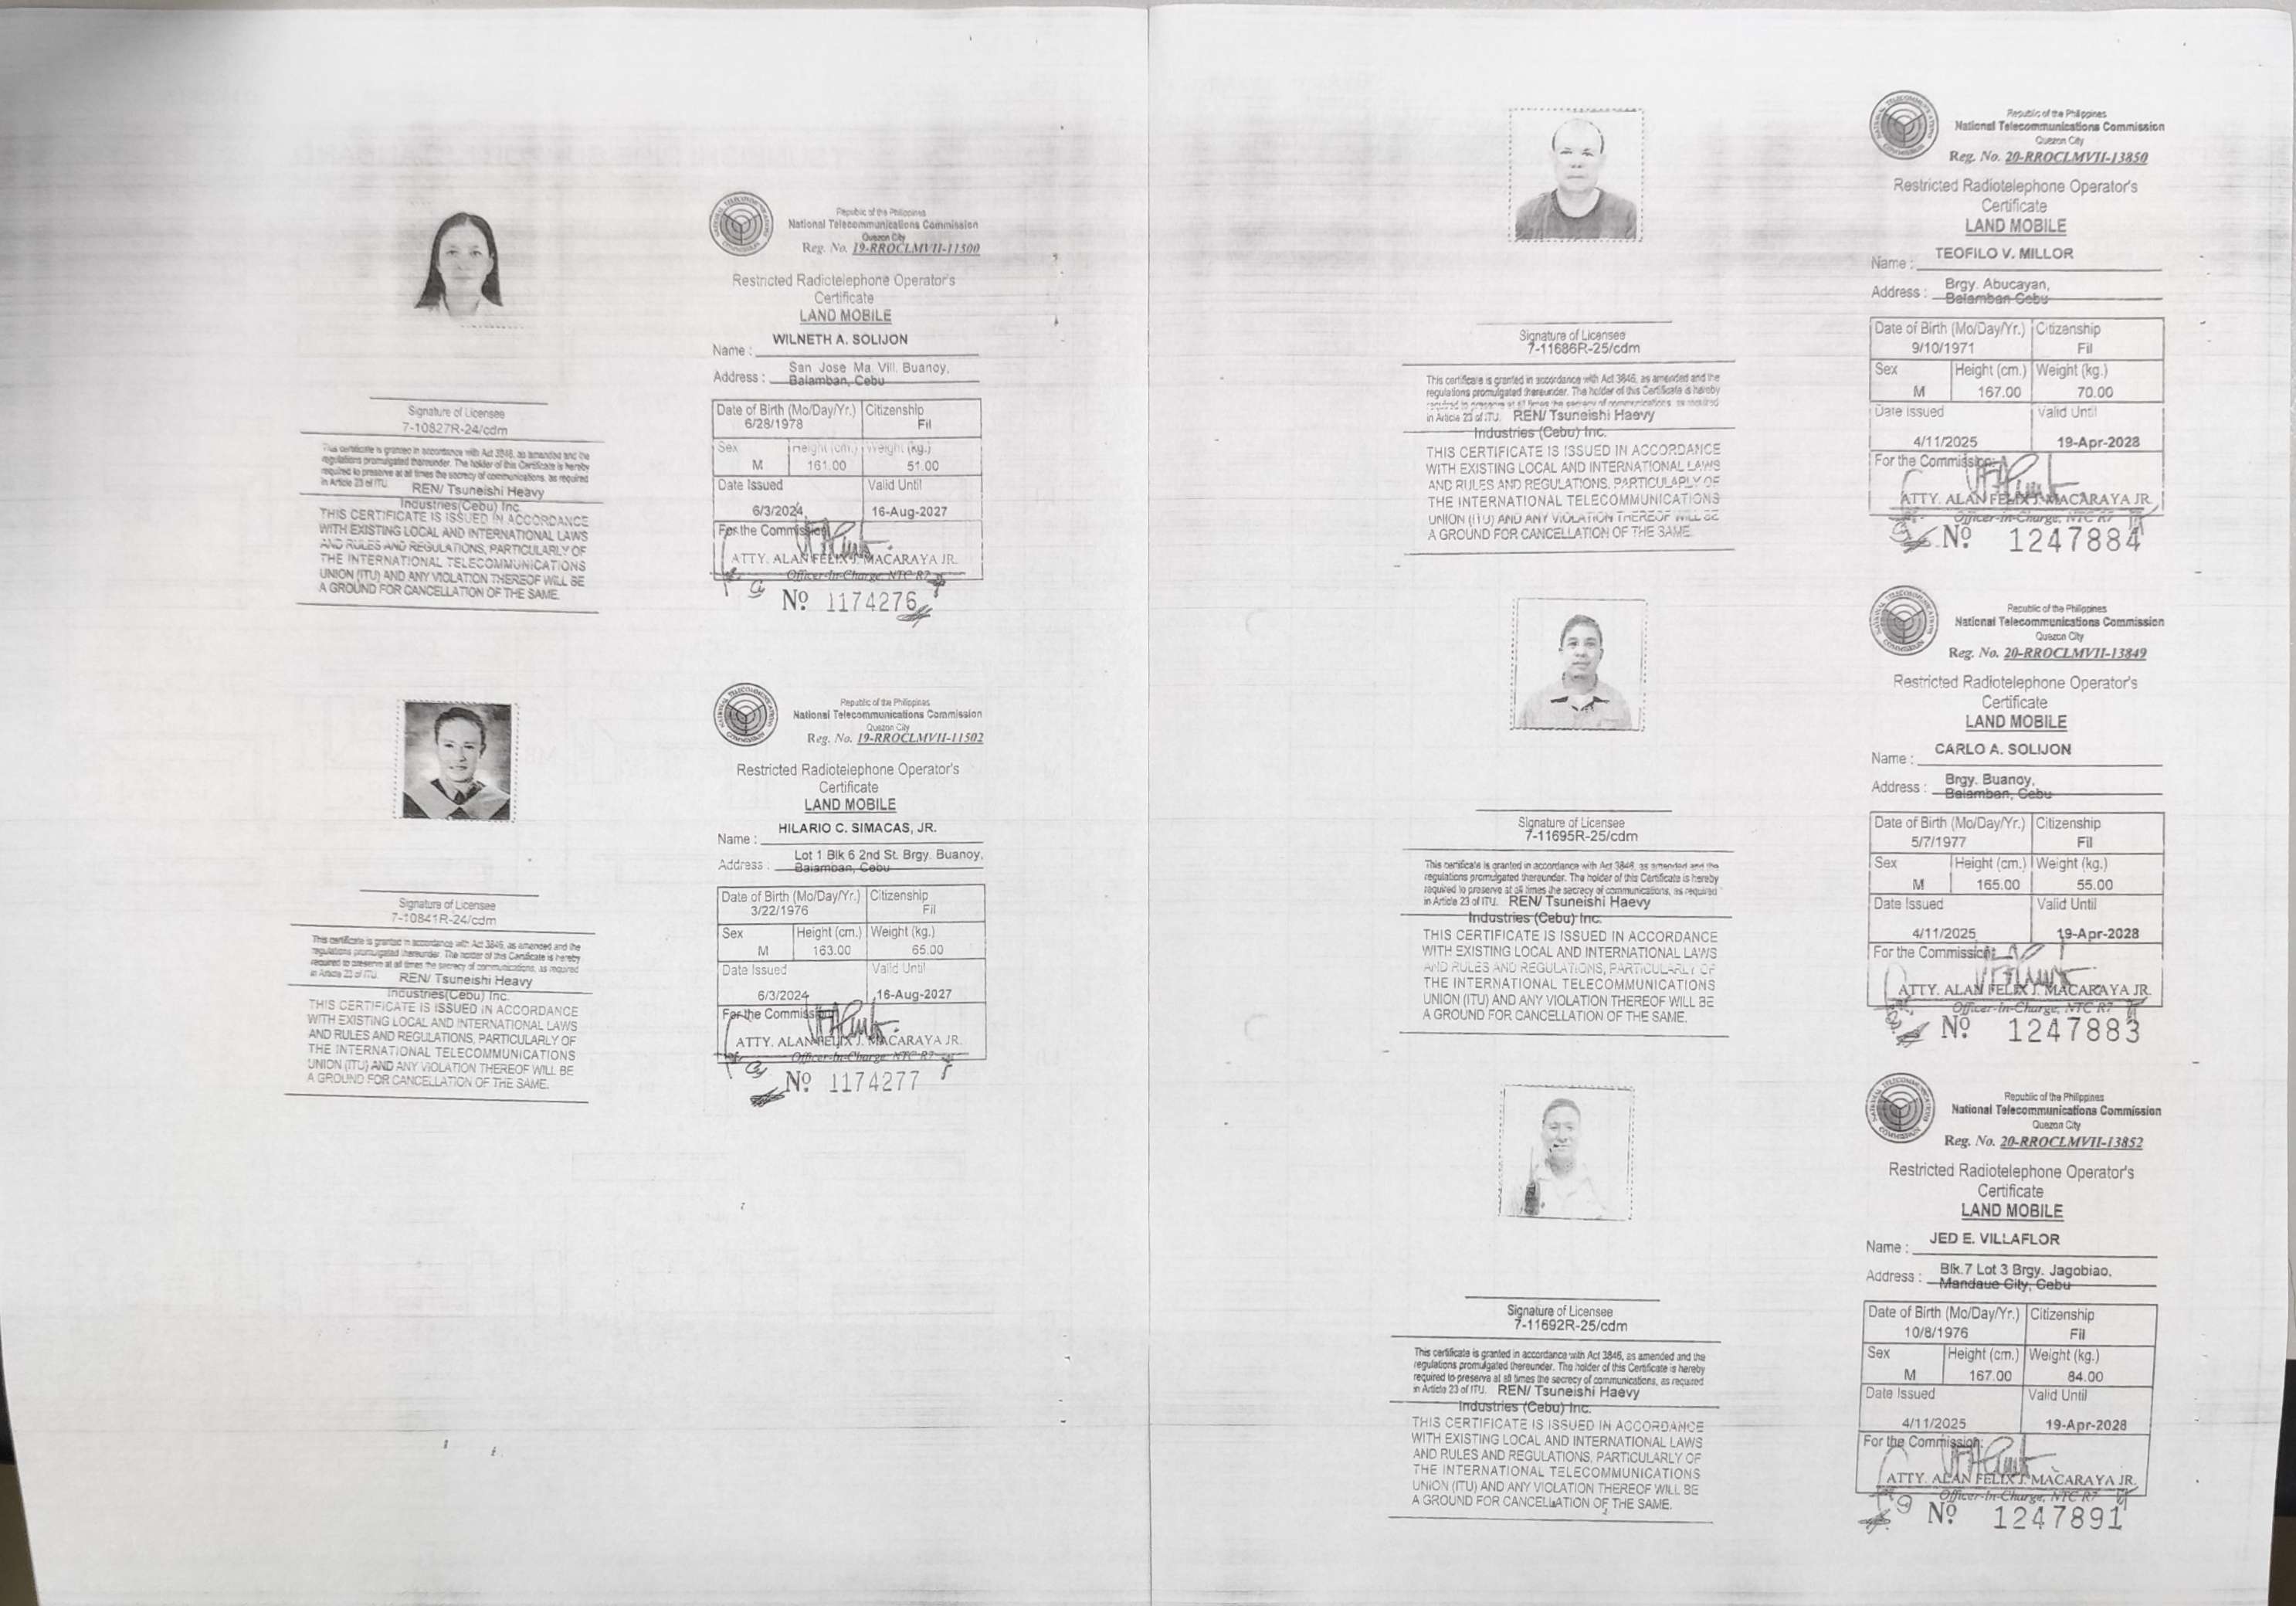 Republic of the Philippines
National Telecommunications Commission
Quezon City
Reg. No. 19-RROCLMVII-11500
Restricted Radiotelephone Operator's
Certificate
LAND MOBILE
Name : WILNETH A. SOLIJON
Address : San Jose Ma. Vill. Buanoy,
Balamban, Cebu
Date of Birth (Mo/Day/Yr.) Citizenship
6/28/1978 Fil
Sex Height (cm.) Weight (kg.)
M 161.00 51.00
Date Issued Valid Until
6/3/2024 16-Aug-2027
For the Commission:
ATTY. ALAN FELIX J. MACARAYA JR.
Officer-In-Charge, NTC-R7
Nº 1174276
Signature of Licensee
7-10827R-24/cdm
This certificate is granted in accordance with Act 3846, as amended and the
regulations promulgated thereunder. The holder of this Certificate is hereby
required to preserve at all times the secrecy of communications, as required
in Article 23 of ITU. REN/ Tsuneishi Heavy
Industries(Cebu) Inc.
THIS CERTIFICATE IS ISSUED IN ACCORDANCE
WITH EXISTING LOCAL AND INTERNATIONAL LAWS
AND RULES AND REGULATIONS, PARTICULARLY OF
THE INTERNATIONAL TELECOMMUNICATIONS
UNION (ITU) AND ANY VIOLATION THEREOF WILL BE
A GROUND FOR CANCELLATION OF THE SAME.
Republic of the Philippines
National Telecommunications Commission
Quezon City
Reg. No. 19-RROCLMVII-11502
Restricted Radiotelephone Operator's
Certificate
LAND MOBILE
Name : HILARIO C. SIMACAS, JR.
Address : Lot 1 Blk 6 2nd St. Brgy. Buanoy,
Balamban, Cebu
Date of Birth (Mo/Day/Yr.) Citizenship
3/22/1976 Fil
Sex Height (cm.) Weight (kg.)
M 163.00 65.00
Date Issued Valid Until
6/3/2024 16-Aug-2027
For the Commission:
ATTY. ALAN FELIX J. MACARAYA JR.
Officer-In-Charge, NTC-R7
Nº 1174277
Signature of Licensee
7-10841R-24/cdm
This certificate is granted in accordance with Act 3846, as amended and the
regulations promulgated thereunder. The holder of this Certificate is hereby
required to preserve at all times the secrecy of communications, as required
in Article 23 of ITU. REN/ Tsuneishi Heavy
Industries(Cebu) Inc.
THIS CERTIFICATE IS ISSUED IN ACCORDANCE
WITH EXISTING LOCAL AND INTERNATIONAL LAWS
AND RULES AND REGULATIONS, PARTICULARLY OF
THE INTERNATIONAL TELECOMMUNICATIONS
UNION (ITU) AND ANY VIOLATION THEREOF WILL BE
A GROUND FOR CANCELLATION OF THE SAME.
Republic of the Philippines
National Telecommunications Commission
Quezon City
Reg. No. 20-RROCLMVII-13850
Restricted Radiotelephone Operator's
Certificate
LAND MOBILE
Name : TEOFILO V. MILLOR
Address : Brgy. Abucayan,
Balamban Cebu
Date of Birth (Mo/Day/Yr.) Citizenship
9/10/1971 Fil
Sex Height (cm.) Weight (kg.)
M 167.00 70.00
Date Issued Valid Until
4/11/2025 19-Apr-2028
For the Commission:
ATTY. ALAN FELIX J. MACARAYA JR.
Officer-In-Charge, NTC R7
Nº 1247884
Signature of Licensee
7-11686R-25/cdm
This certificate is granted in accordance with Act 3846, as amended and the
regulations promulgated thereunder. The holder of this Certificate is hereby
required to preserve at all times the secrecy of communications, as required
in Article 23 of ITU. REN/ Tsuneishi Haevy
Industries (Cebu) Inc.
THIS CERTIFICATE IS ISSUED IN ACCORDANCE
WITH EXISTING LOCAL AND INTERNATIONAL LAWS
AND RULES AND REGULATIONS, PARTICULARLY OF
THE INTERNATIONAL TELECOMMUNICATIONS
UNION (ITU) AND ANY VIOLATION THEREOF WILL BE
A GROUND FOR CANCELLATION OF THE SAME.
Republic of the Philippines
National Telecommunications Commission
Quezon City
Reg. No. 20-RROCLMVII-13849
Restricted Radiotelephone Operator's
Certificate
LAND MOBILE
Name : CARLO A. SOLIJON
Address : Brgy. Buanoy,
Balamban, Cebu
Date of Birth (Mo/Day/Yr.) Citizenship
5/7/1977 Fil
Sex Height (cm.) Weight (kg.)
M 165.00 55.00
Date Issued Valid Until
4/11/2025 19-Apr-2028
For the Commission:
ATTY. ALAN FELIX J. MACARAYA JR.
Officer-In-Charge, NTC R7
Nº 1247883
Signature of Licensee
7-11695R-25/cdm
This certificate is granted in accordance with Act 3846, as amended and the
regulations promulgated thereunder. The holder of this Certificate is hereby
required to preserve at all times the secrecy of communications, as required
in Article 23 of ITU. REN/ Tsuneishi Haevy
Industries (Cebu) Inc.
THIS CERTIFICATE IS ISSUED IN ACCORDANCE
WITH EXISTING LOCAL AND INTERNATIONAL LAWS
AND RULES AND REGULATIONS, PARTICULARLY OF
THE INTERNATIONAL TELECOMMUNICATIONS
UNION (ITU) AND ANY VIOLATION THEREOF WILL BE
A GROUND FOR CANCELLATION OF THE SAME.
Republic of the Philippines
National Telecommunications Commission
Quezon City
Reg. No. 20-RROCLMVII-13852
Restricted Radiotelephone Operator's
Certificate
LAND MOBILE
Name : JED E. VILLAFLOR
Address : Blk.7 Lot 3 Brgy. Jagobiao,
Mandaue City, Cebu
Date of Birth (Mo/Day/Yr.) Citizenship
10/8/1976 Fil
Sex Height (cm.) Weight (kg.)
M 167.00 84.00
Date Issued Valid Until
4/11/2025 19-Apr-2028
For the Commission:
ATTY. ALAN FELIX J. MACARAYA JR.
Officer-In-Charge, NTC R7
Nº 1247891
Signature of Licensee
7-11692R-25/cdm
This certificate is granted in accordance with Act 3846, as amended and the
regulations promulgated thereunder. The holder of this Certificate is hereby
required to preserve at all times the secrecy of communications, as required
in Article 23 of ITU. REN/ Tsuneishi Haevy
Industries (Cebu) Inc.
THIS CERTIFICATE IS ISSUED IN ACCORDANCE
WITH EXISTING LOCAL AND INTERNATIONAL LAWS
AND RULES AND REGULATIONS, PARTICULARLY OF
THE INTERNATIONAL TELECOMMUNICATIONS
UNION (ITU) AND ANY VIOLATION THEREOF WILL BE
A GROUND FOR CANCELLATION OF THE SAME.